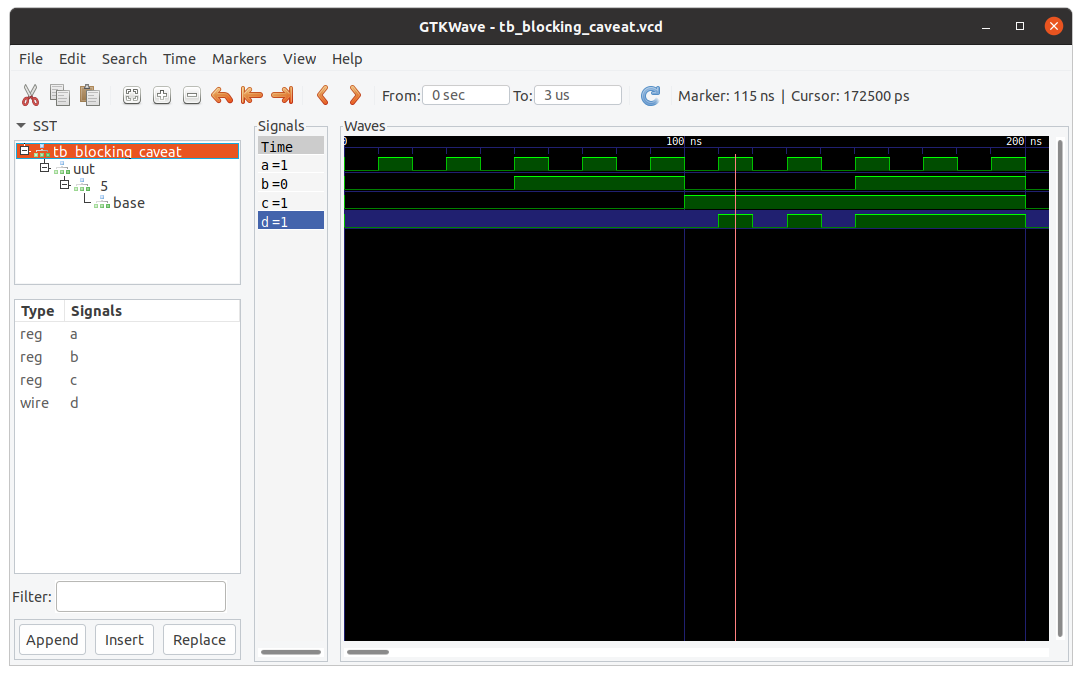 GTKWave - tb_blocking_caveat.vcd
File Edit Search Time Markers View Help
From: 0 sec To: 3 us Marker: 115 ns | Cursor: 172500 ps
SST
tb_blocking_caveat
uut
5
base
Type Signals
reg a
reg b
reg c
wire d
Filter:
Append Insert Replace
Signals
Time
a=1
b=0
c=1
d=1
Waves
0 100 ns 200 ns